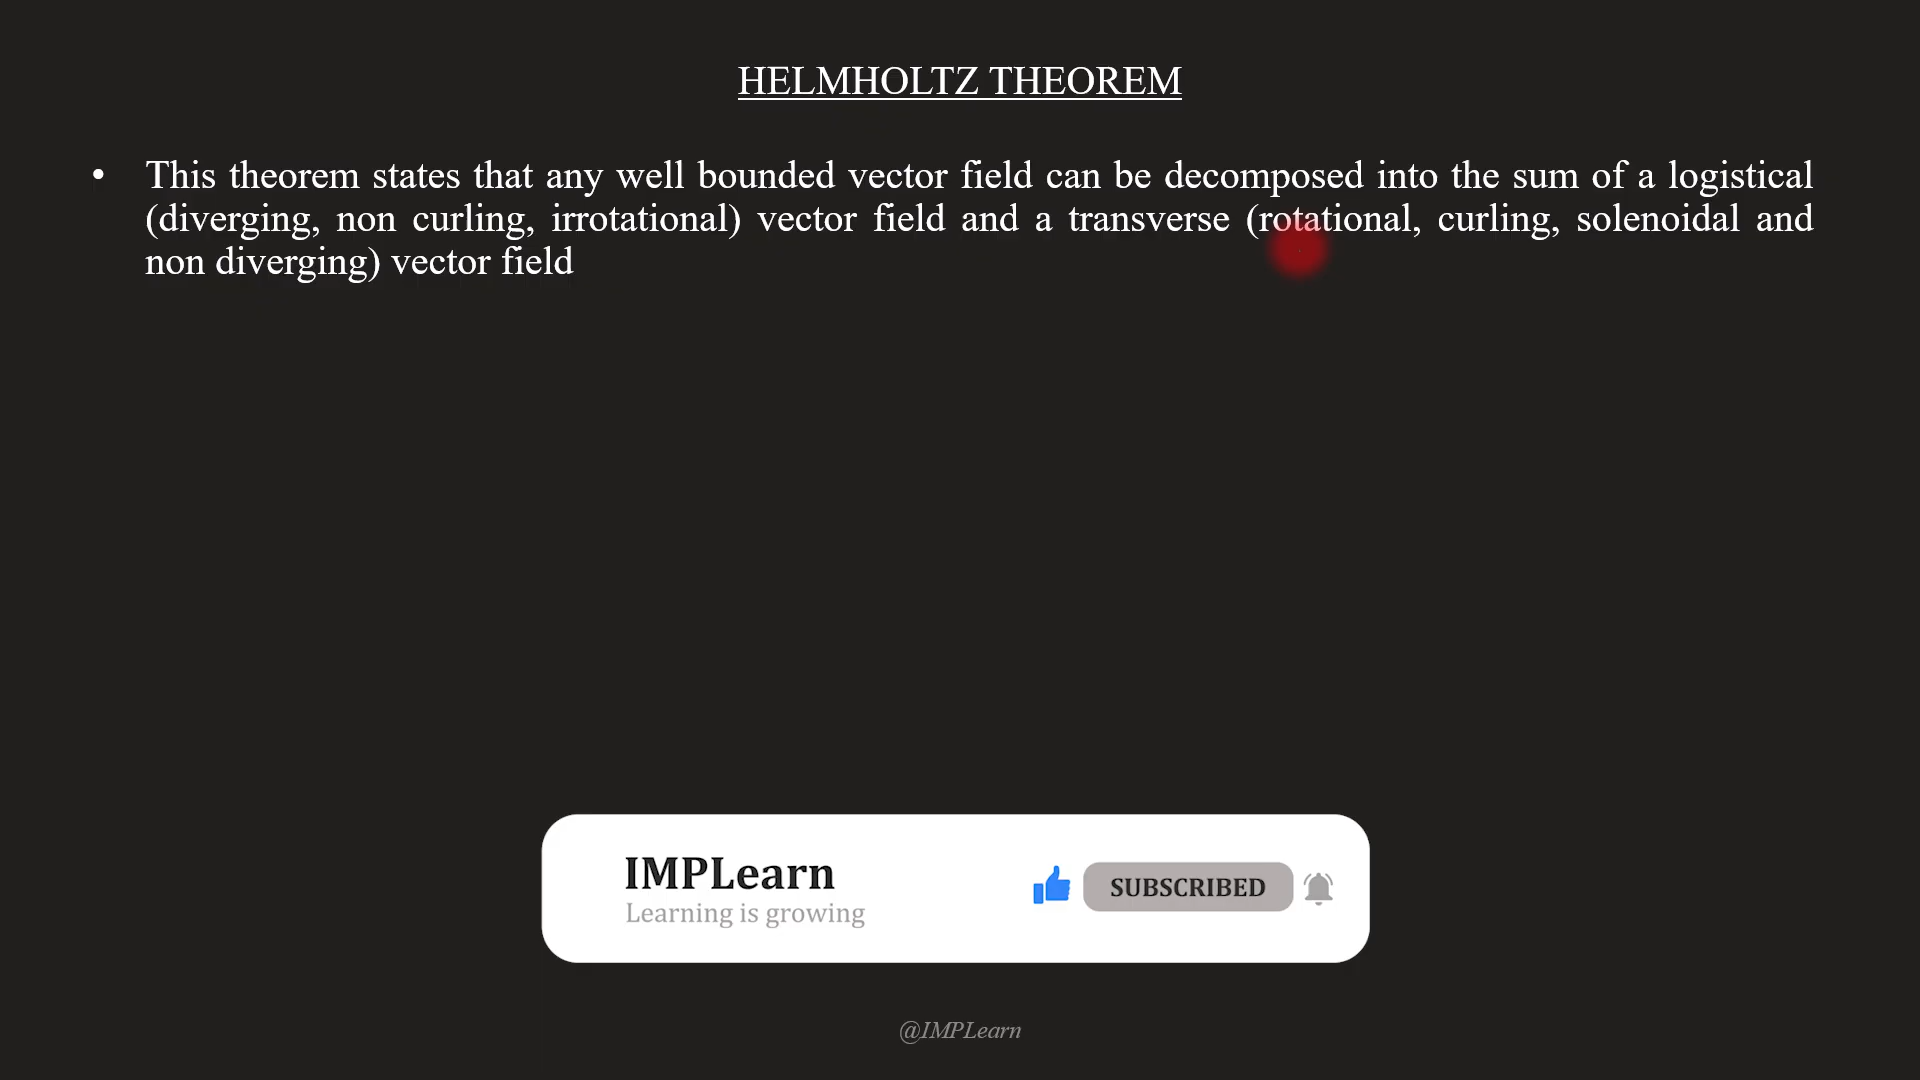 HELMHOLTZ THEOREM
• This theorem states that any well bounded vector field can be decomposed into the sum of a logistical
(diverging, non curling, irrotational) vector field and a transverse (rotational, curling, solenoidal and
non diverging) vector field
IMPLearn
Learning is growing
SUBSCRIBED
@IMPLearn